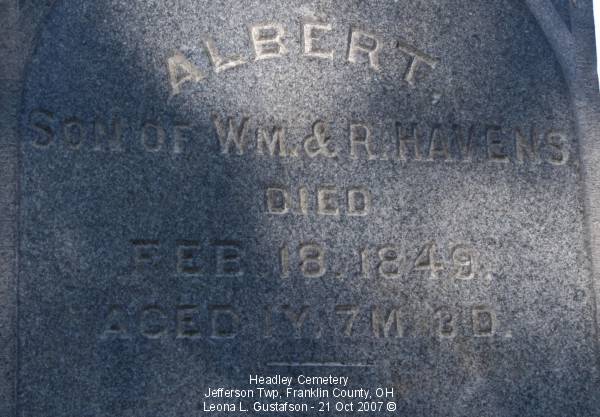 ALBERT,
SON OF WM. & R. HAVENS.
DIED
FEB. 18. 1849.
AGED 1Y. 7M. 3D.
Headley Cemetery
Jefferson Twp, Franklin County, OH
Leona L. Gustafson - 21 Oct 2007 ©